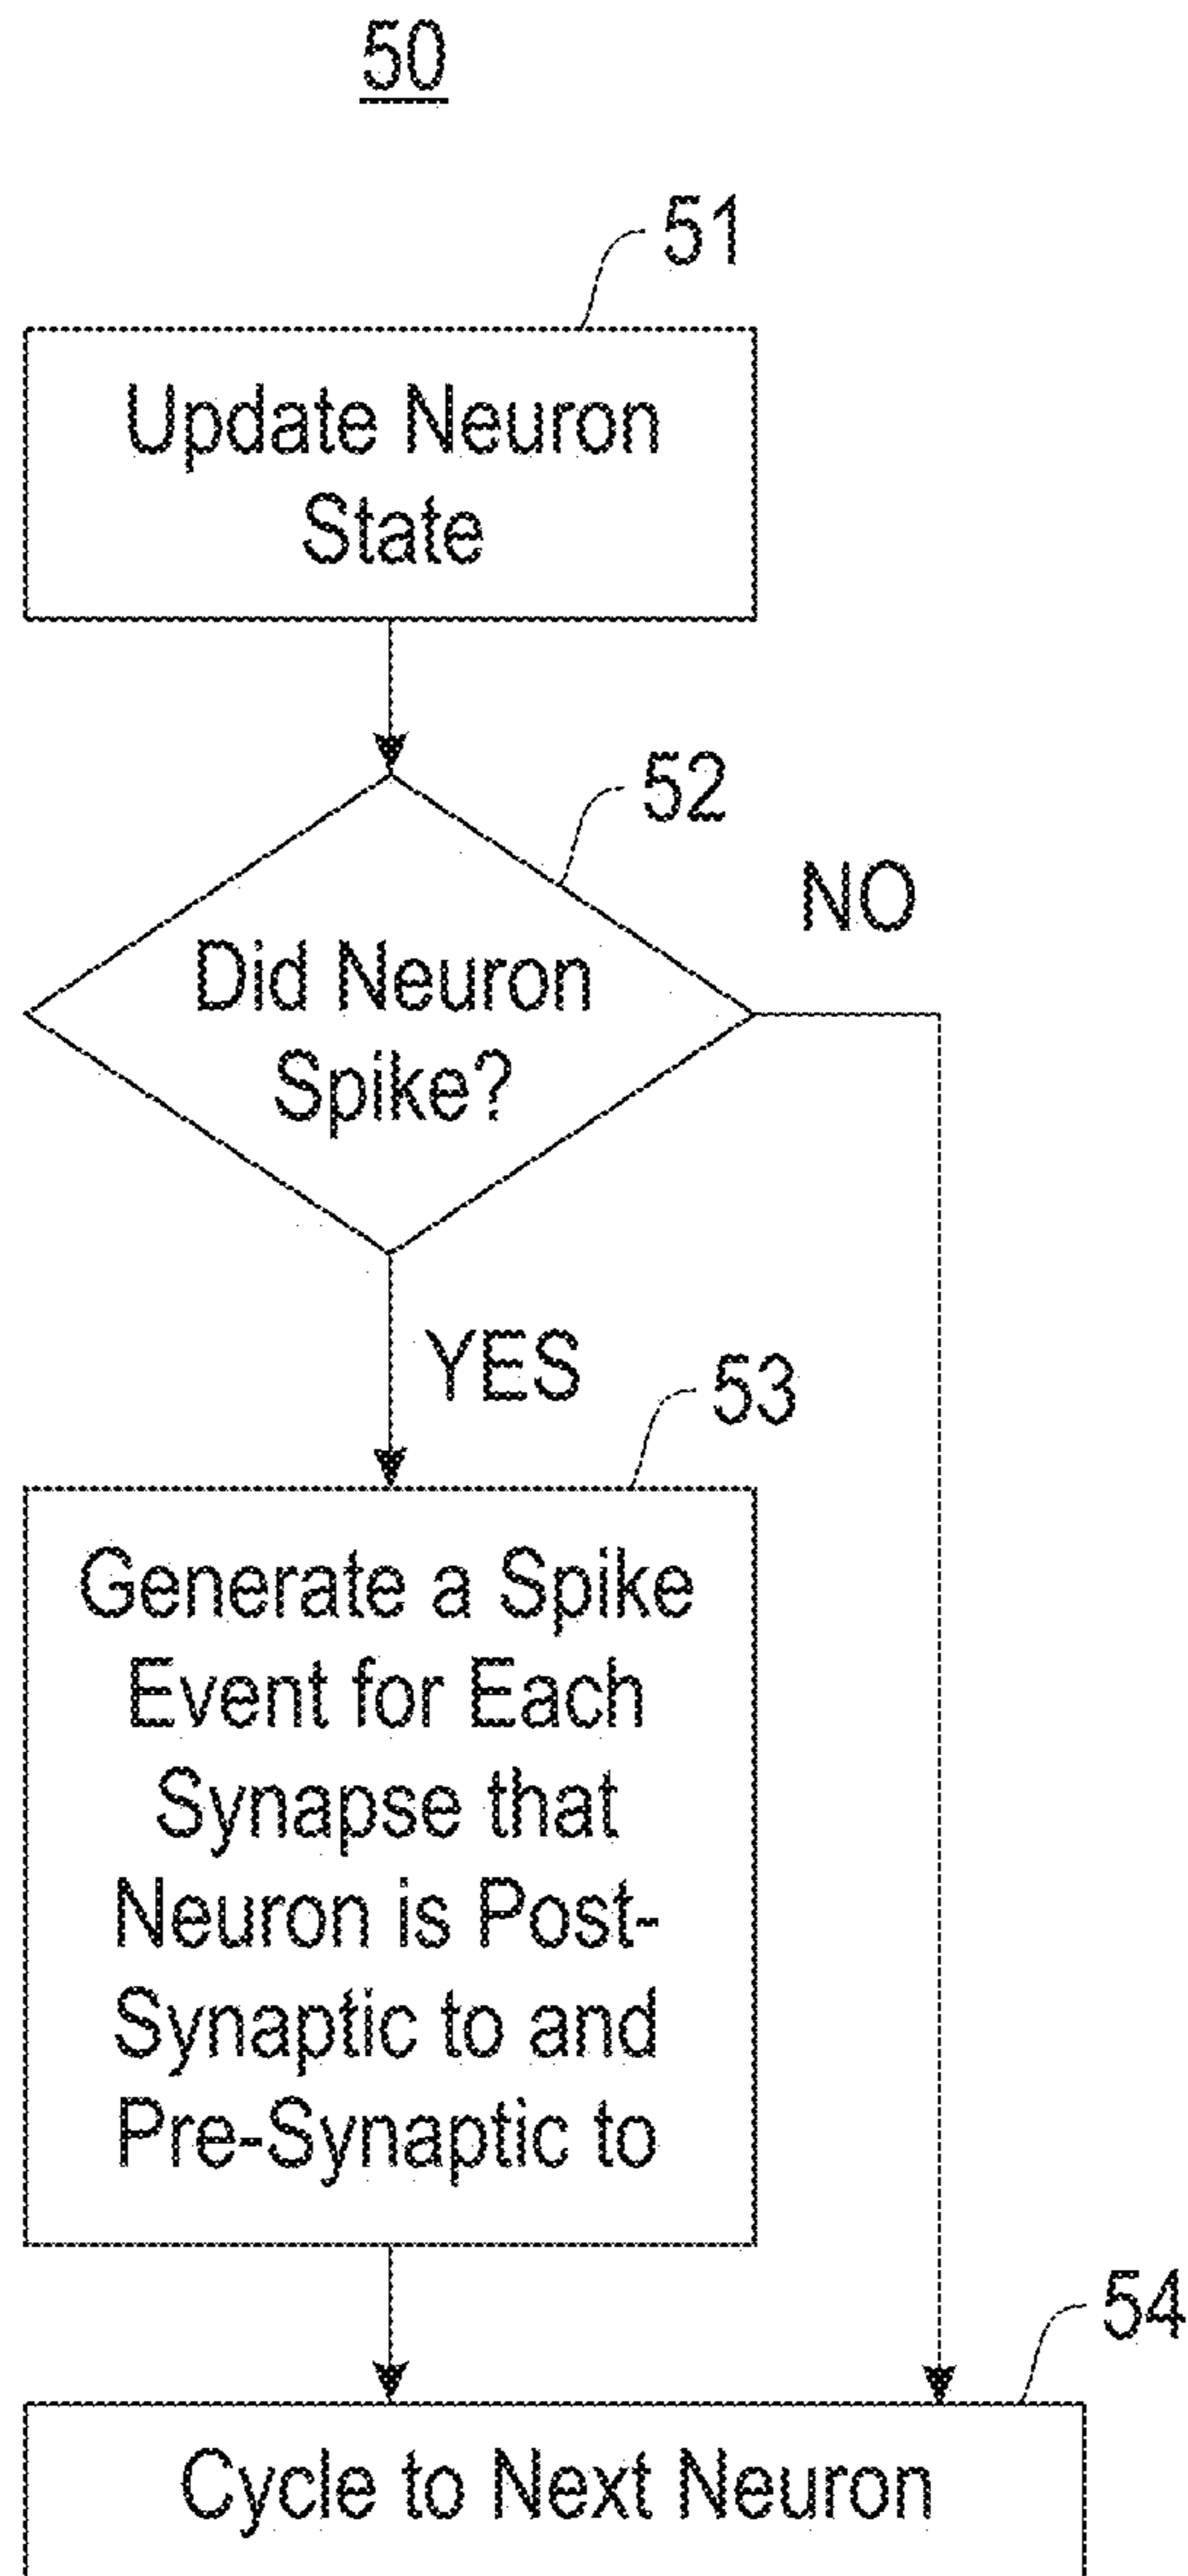 50
51
Update Neuron
State
52
NO
Did Neuron
Spike?
YES
53
Generate a Spike
Event for Each
Synapse that
Neuron is Post-
Synaptic to and
Pre-Synaptic to
54
Cycle to Next Neuron